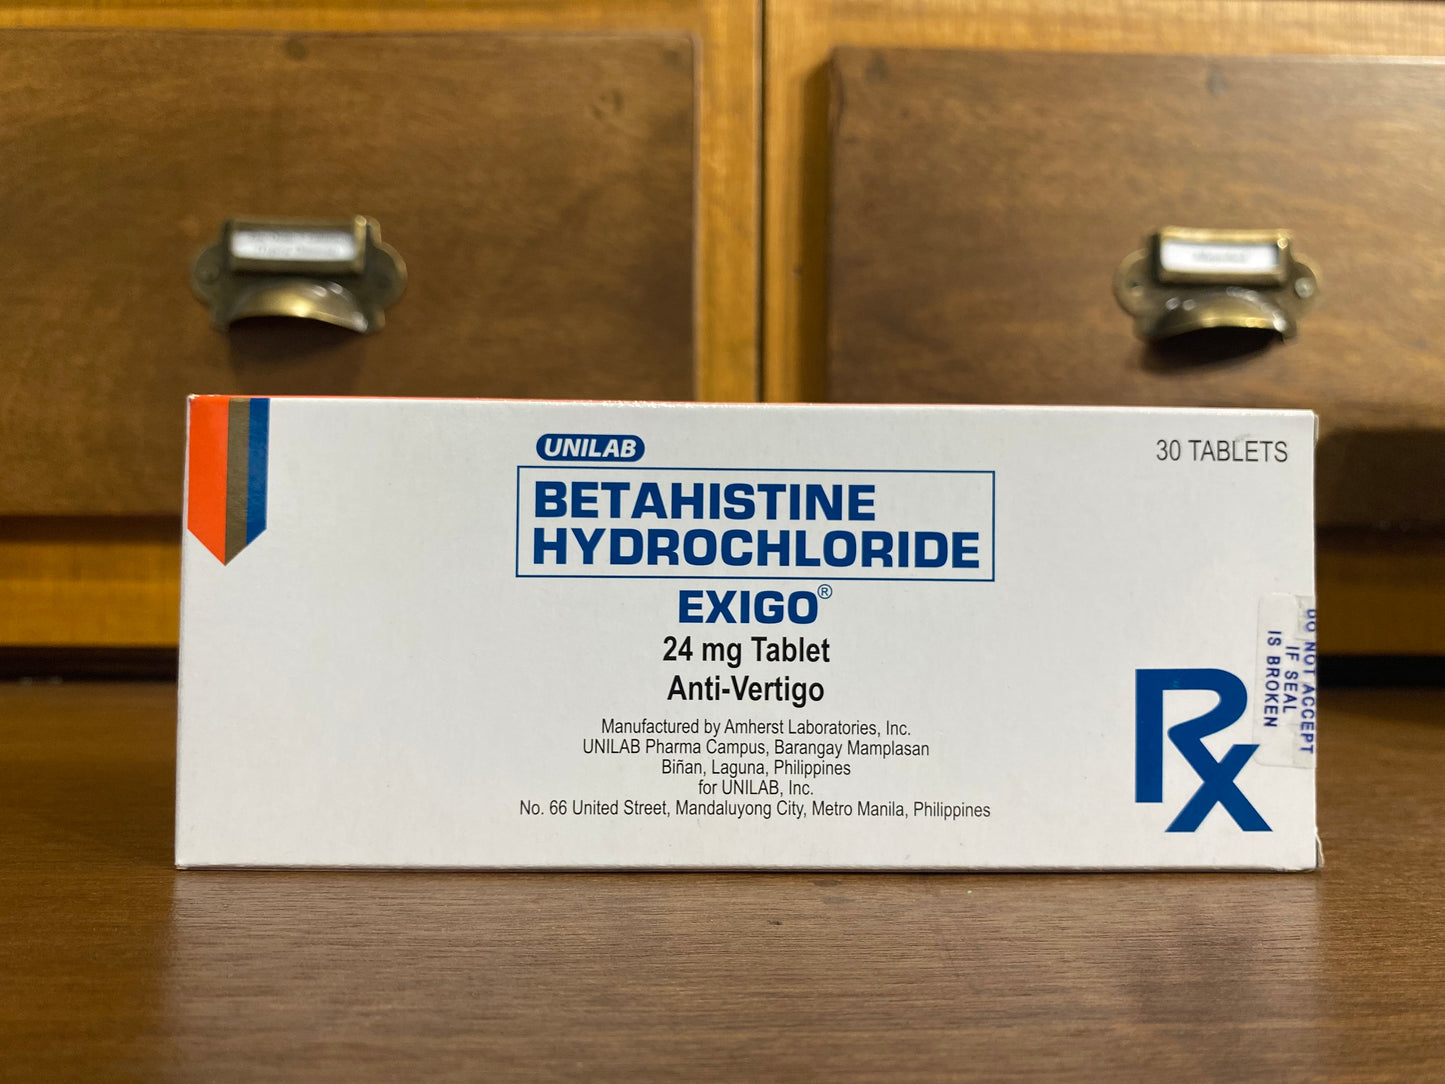 UNILAB
30 TABLETS
BETAHISTINE
HYDROCHLORIDE
EXIGO®
24 mg Tablet
Anti-Vertigo
Manufactured by Amherst Laboratories, Inc.
UNILAB Pharma Campus, Barangay Mamplasan
Biñan, Laguna, Philippines
for UNILAB, Inc.
No. 66 United Street, Mandaluyong City, Metro Manila, Philippines
Rx
DO NOT ACCEPT
IF SEAL
IS BROKEN